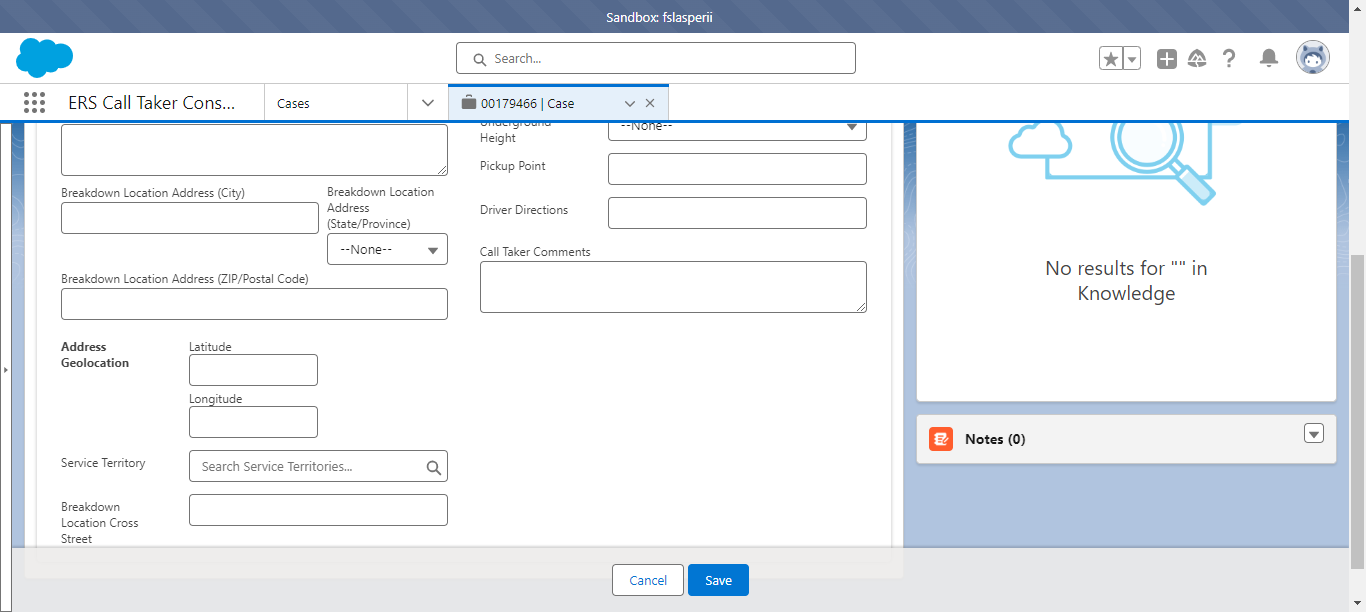 Sandbox: fslasperii
Search...
ERS Call Taker Cons...
Cases
00179466 | Case
Underground
Height
--None--
Pickup Point
Breakdown Location Address (City)
Breakdown Location
Address
(State/Province)
--None--
Driver Directions
Call Taker Comments
Breakdown Location Address (ZIP/Postal Code)
Address
Geolocation
Latitude
Longitude
Service Territory
Search Service Territories...
Breakdown
Location Cross
Street
No results for "" in
Knowledge
Notes (0)
Cancel
Save